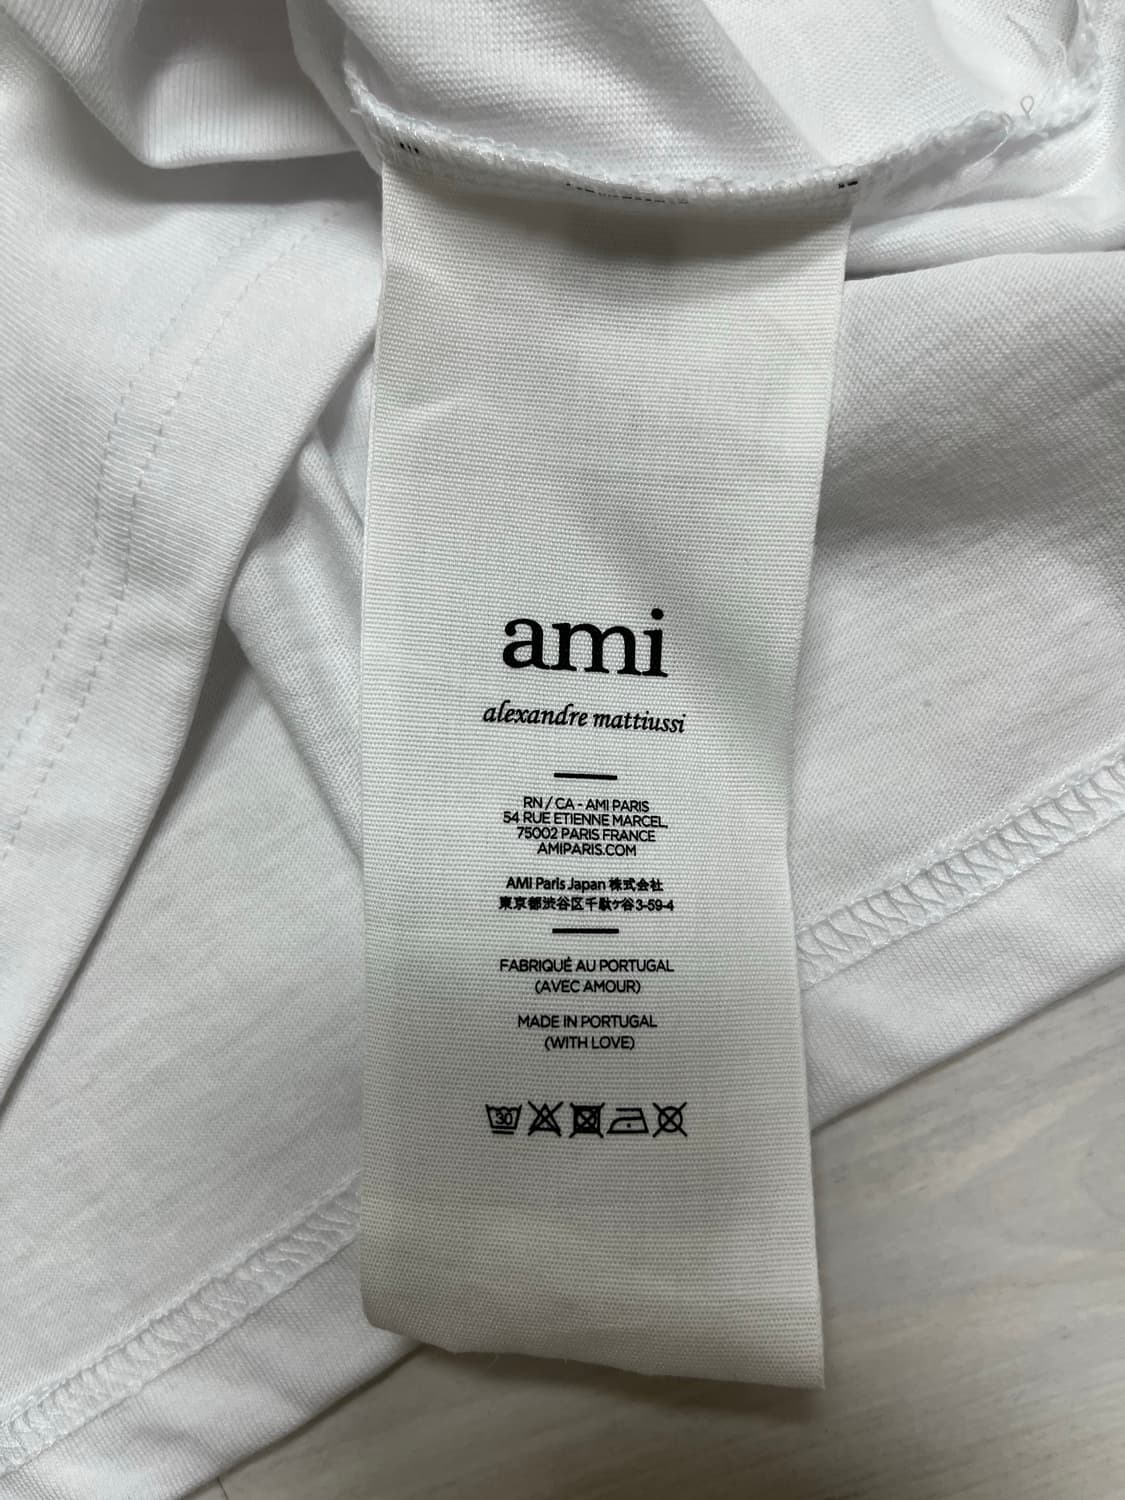 ami
alexandre mattiussi
RN / CA - AMI PARIS
54 RUE ETIENNE MARCEL,
75002 PARIS FRANCE
AMIPARIS.COM
AMI Paris Japan 株式会社
東京都渋谷区千駄ヶ谷3-59-4
FABRIQUÉ AU PORTUGAL
(AVEC AMOUR)
MADE IN PORTUGAL
(WITH LOVE)
30